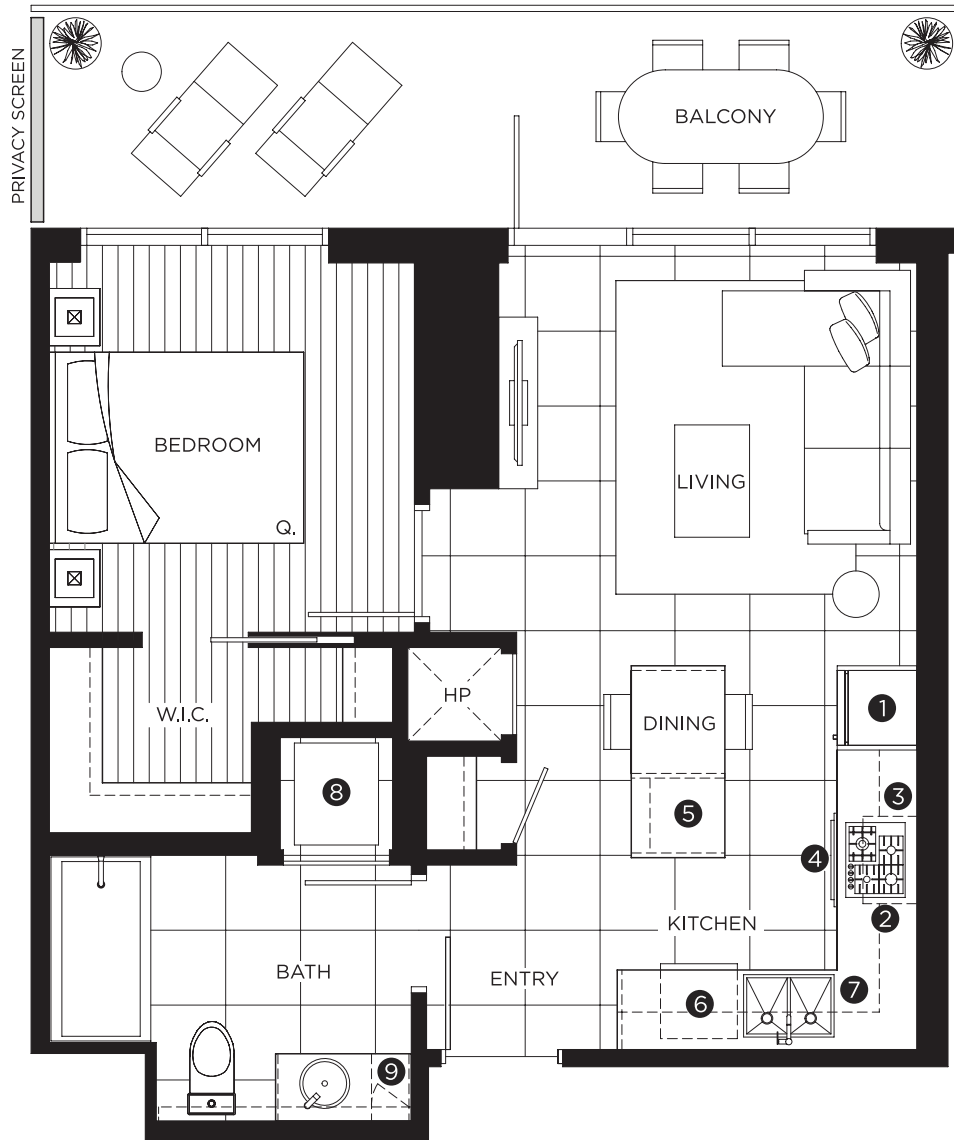 PRIVACY SCREEN
BALCONY
BEDROOM
Q.
LIVING
W.I.C.
HP
DINING
1
8
5
3
4
2
KITCHEN
BATH
ENTRY
6
7
9